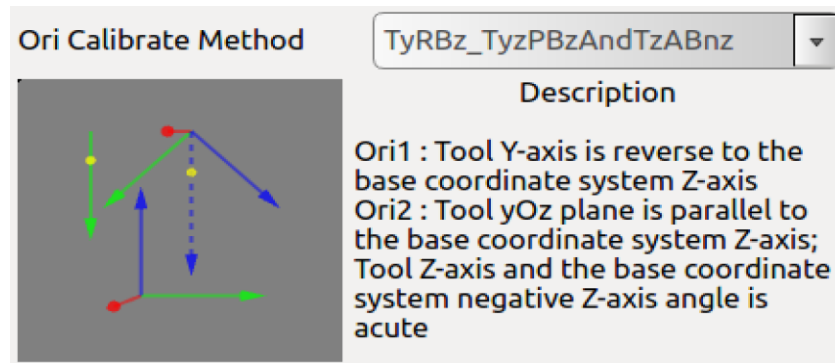 Ori Calibrate Method
TyRBz_TyzPBzAndTzABnz
Description
Ori1 : Tool Y-axis is reverse to the
base coordinate system Z-axis
Ori2 : Tool yOz plane is parallel to
the base coordinate system Z-axis;
Tool Z-axis and the base coordinate
system negative Z-axis angle is
acute